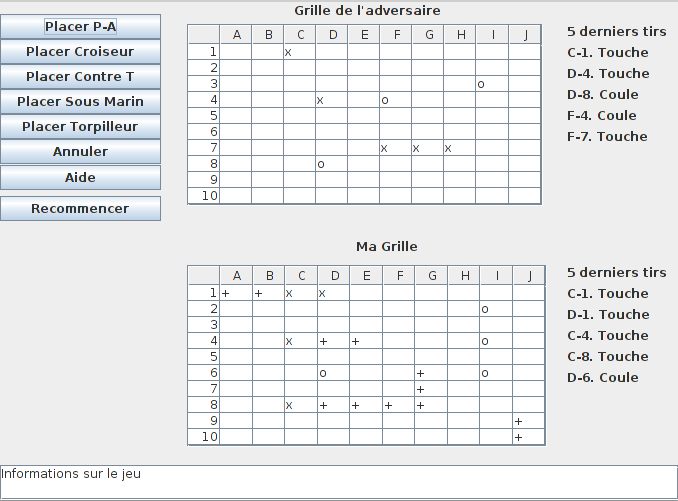 Placer P-A
Placer Croiseur
Placer Contre T
Placer Sous Marin
Placer Torpilleur
Annuler
Aide
Recommencer
Grille de l'adversaire
A B C D E F G H I J
1 x
2
3 o
4 x o
5
6
7 x x x
8 o
9
10
5 derniers tirs
C-1. Touche
D-4. Touche
D-8. Coule
F-4. Coule
F-7. Touche
Ma Grille
A B C D E F G H I J
1 + + x x
2 o
3
4 x + + o
5
6 o + o
7 +
8 x + + + +
9 +
10 +
5 derniers tirs
C-1. Touche
D-1. Touche
C-4. Touche
C-8. Touche
D-6. Coule
Informations sur le jeu